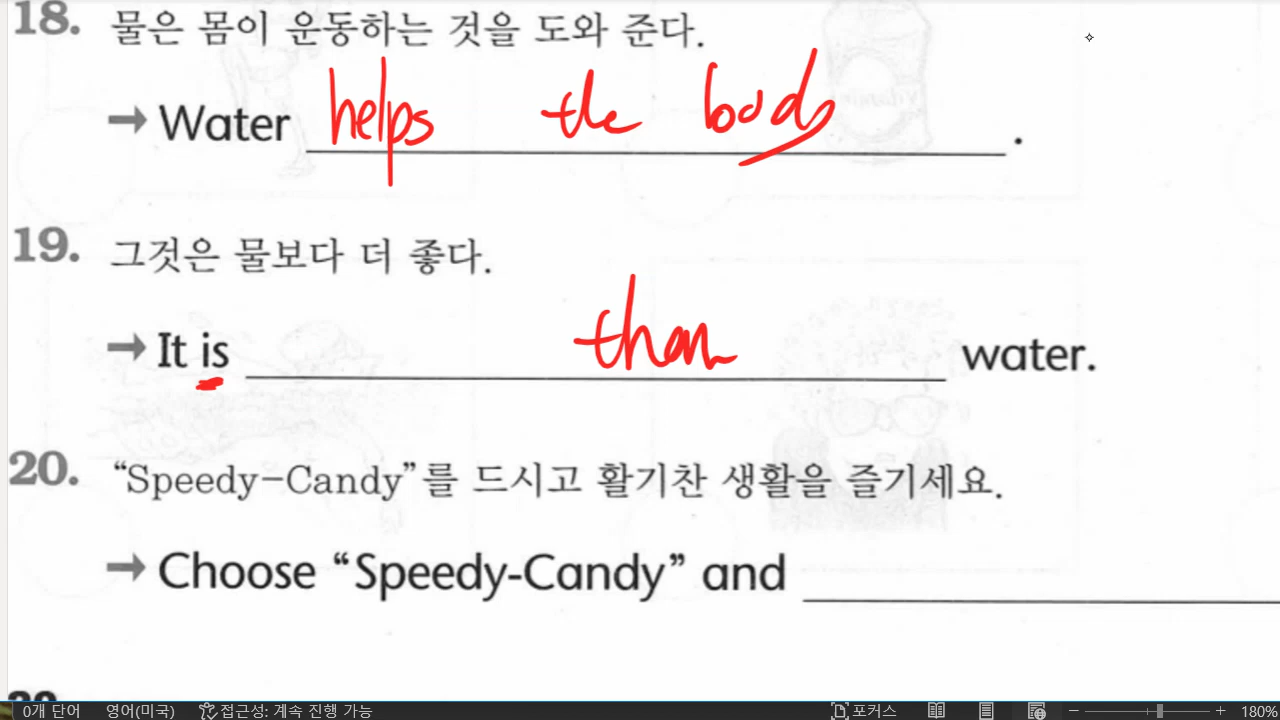 18. 물은 몸이 운동하는 것을 도와 준다.
→ Water helps the body .
19. 그것은 물보다 더 좋다.
→ It is than water.
20. “Speedy-Candy”를 드시고 활기찬 생활을 즐기세요.
→ Choose “Speedy-Candy” and
0개 단어 영어(미국) 접근성: 계속 진행 가능 포커스 − + 180%